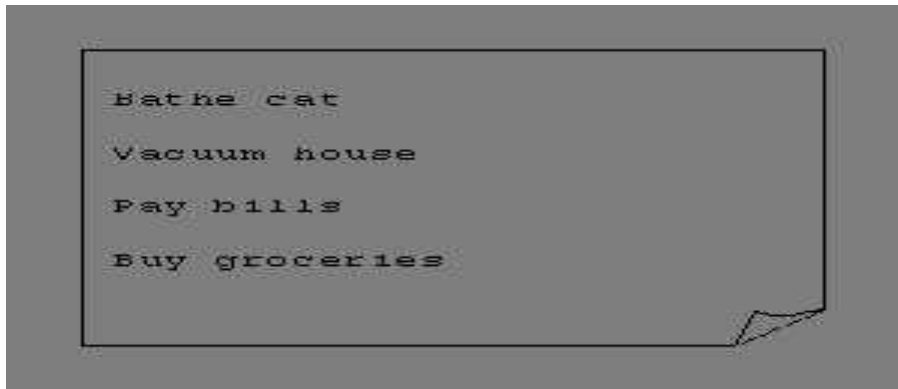 Bathe cat
Vacuum house
Pay bills
Buy groceries